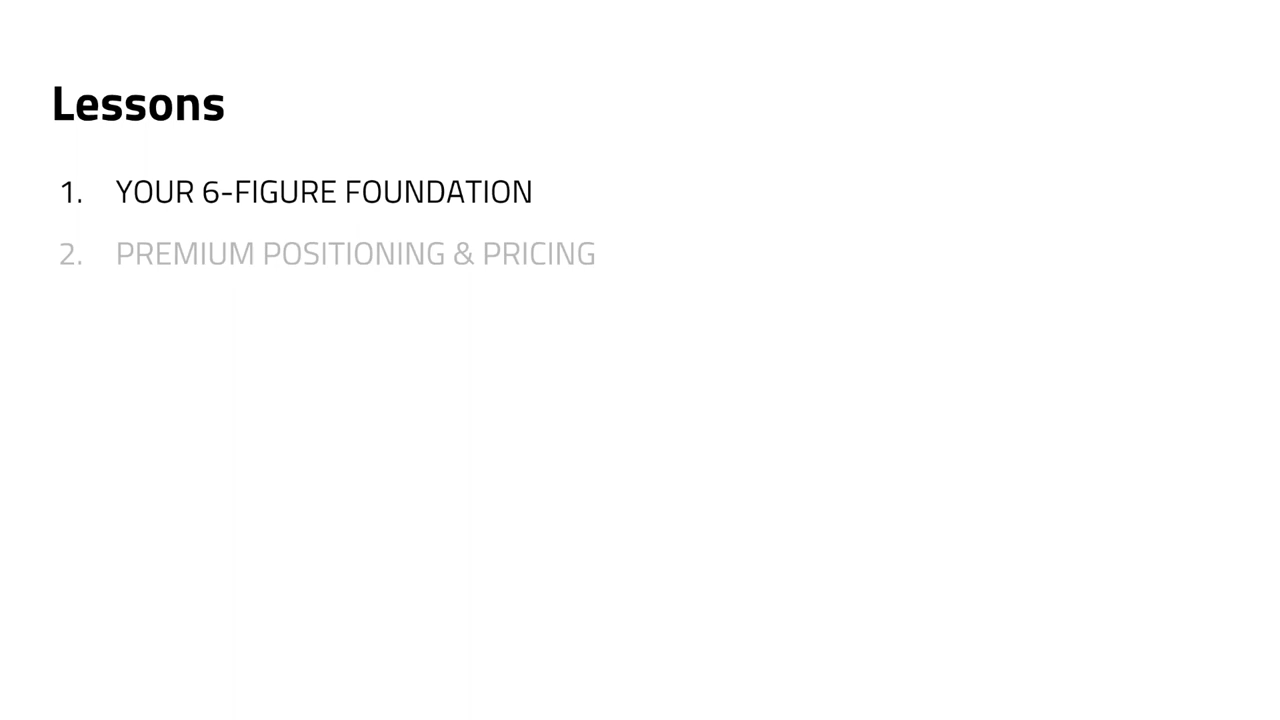 Lessons
1. YOUR 6-FIGURE FOUNDATION
2. PREMIUM POSITIONING & PRICING